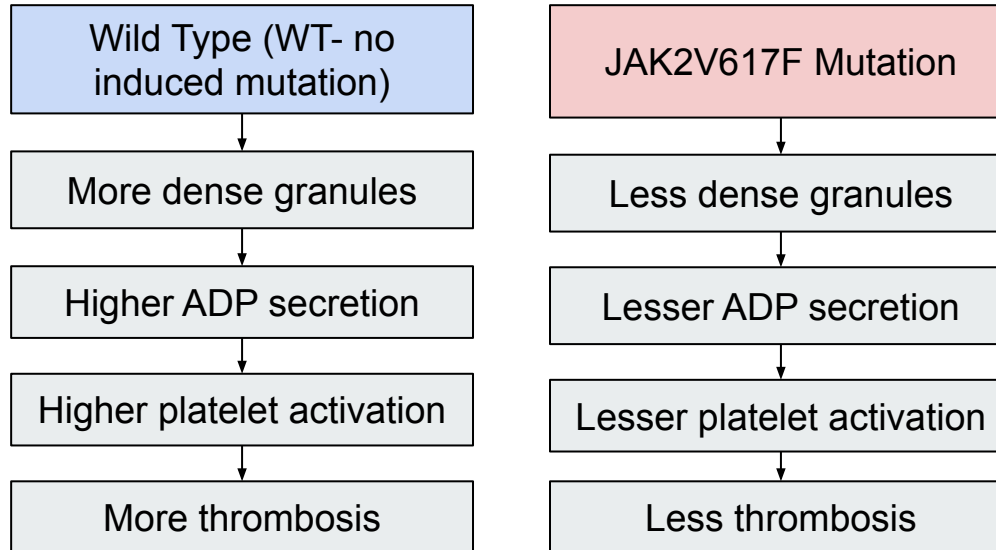 Wild Type (WT- no
induced mutation)
More dense granules
Higher ADP secretion
Higher platelet activation
More thrombosis
JAK2V617F Mutation
Less dense granules
Lesser ADP secretion
Lesser platelet activation
Less thrombosis